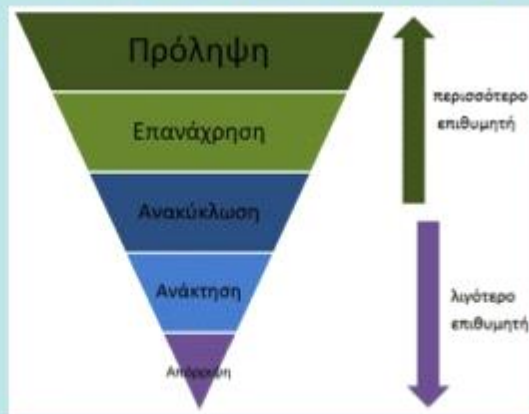 Πρόληψη
Επανάχρηση
Ανακύκλωση
Ανάκτηση
Απόρριψη
περισσότερο
επιθυμητή
λιγότερο
επιθυμητή